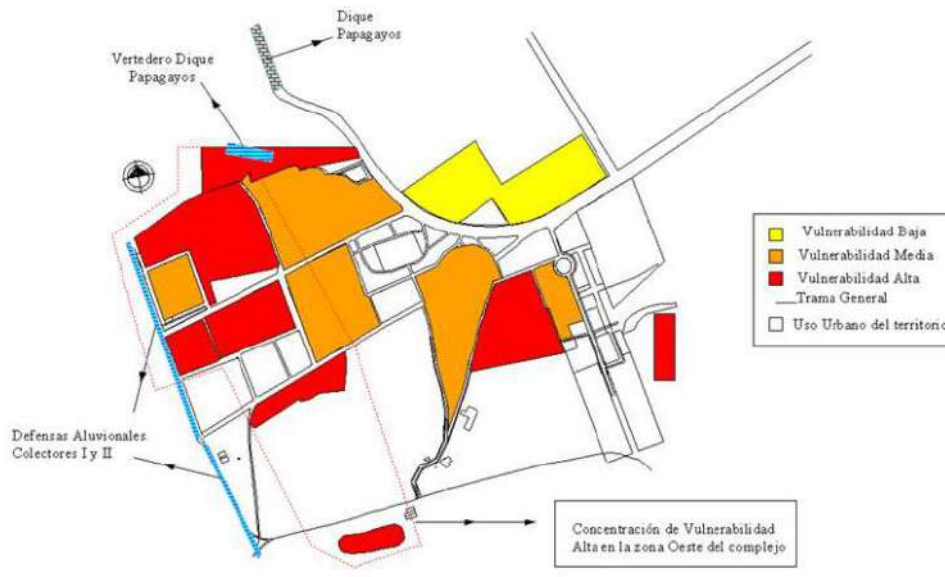 Dique
Papagayos
Vertedero Dique
Papagayos
Vulnerabilidad Baja
Vulnerabilidad Media
Vulnerabilidad Alta
Trama General
Uso Urbano del territorio
Defensas Aluvionales.
Colectores I y II
Concentración de Vulnerabilidad
Alta en la zona Oeste del complejo